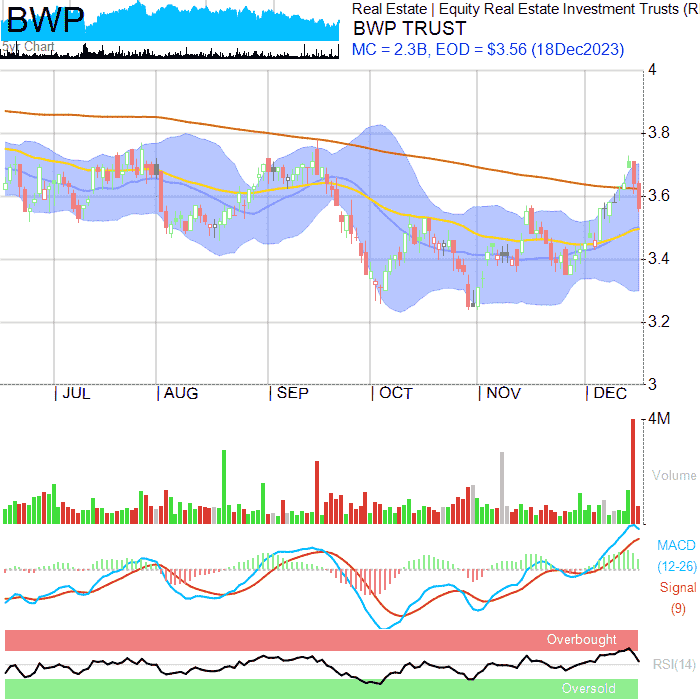 BWP
5yr Chart
Real Estate | Equity Real Estate Investment Trusts (R
BWP TRUST
MC = 2.3B, EOD = $3.56 (18Dec2023)
4
3.8
3.6
3.4
3.2
3
| JUL | AUG | SEP | OCT | NOV | DEC
4M
Volume
MACD
(12-26)
Signal
(9)
Overbought
RSI(14)
Oversold